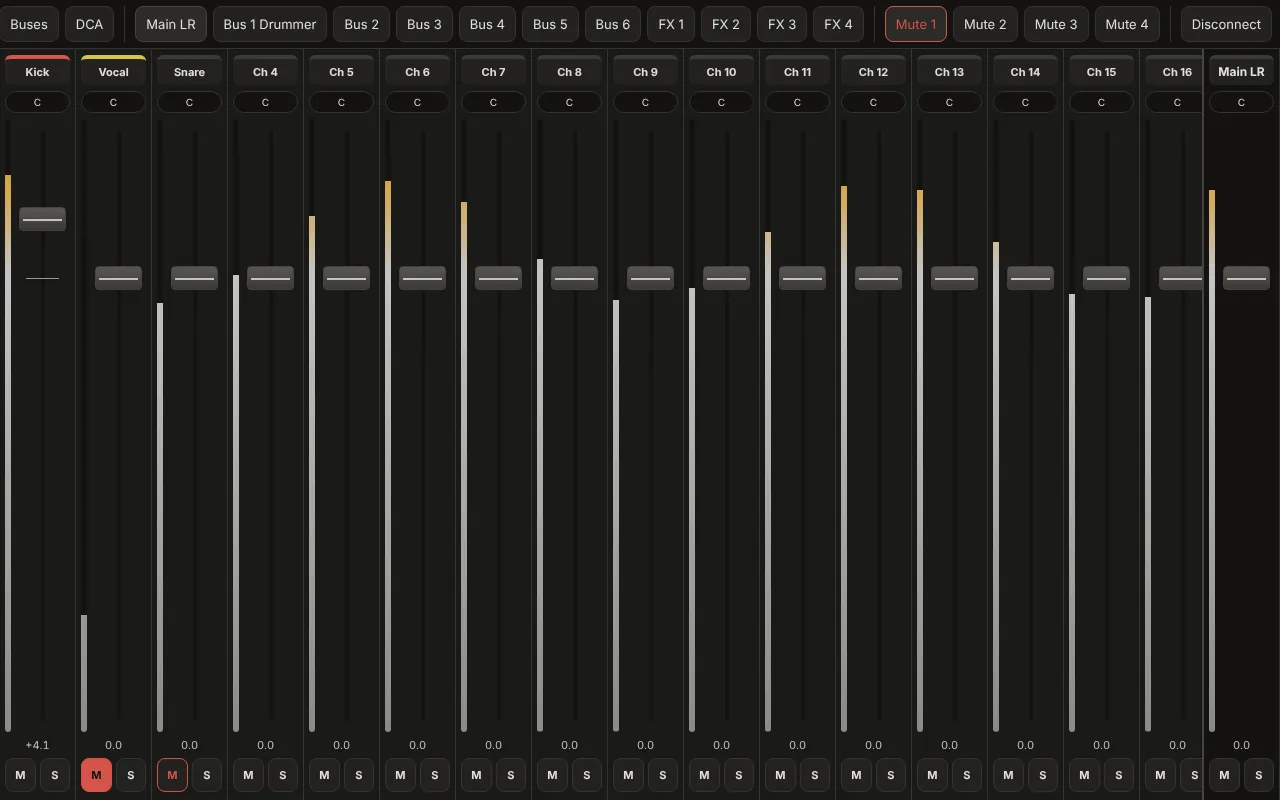 Buses DCA Main LR Bus 1 Drummer Bus 2 Bus 3 Bus 4 Bus 5 Bus 6 FX 1 FX 2 FX 3 FX 4 Mute 1 Mute 2 Mute 3 Mute 4 Disconnect
Kick Vocal Snare Ch 4 Ch 5 Ch 6 Ch 7 Ch 8 Ch 9 Ch 10 Ch 11 Ch 12 Ch 13 Ch 14 Ch 15 Ch 16 Main LR
C C C C C C C C C C C C C C C C C
+4.1 0.0 0.0 0.0 0.0 0.0 0.0 0.0 0.0 0.0 0.0 0.0 0.0 0.0 0.0 0.0 0.0
M S M S M S M S M S M S M S M S M S M S M S M S M S M S M S M S M S